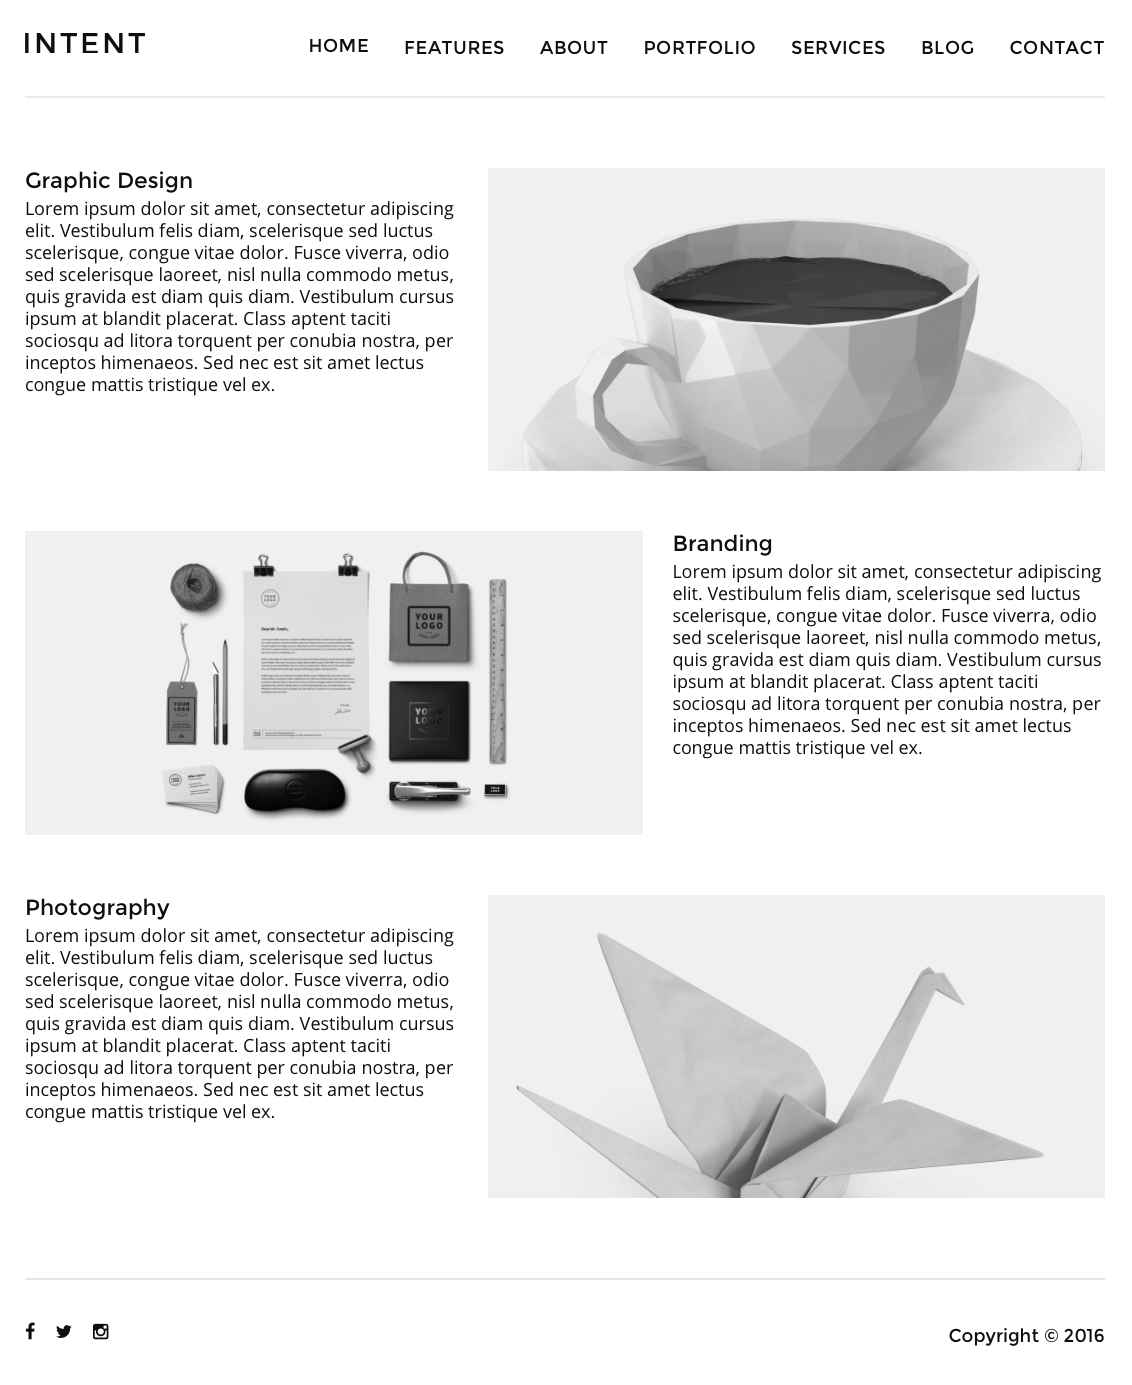 INTENT
HOME FEATURES ABOUT PORTFOLIO SERVICES BLOG CONTACT
Graphic Design
Lorem ipsum dolor sit amet, consectetur adipiscing
elit. Vestibulum felis diam, scelerisque sed luctus
scelerisque, congue vitae dolor. Fusce viverra, odio
sed scelerisque laoreet, nisl nulla commodo metus,
quis gravida est diam quis diam. Vestibulum cursus
ipsum at blandit placerat. Class aptent taciti
sociosqu ad litora torquent per conubia nostra, per
inceptos himenaeos. Sed nec est sit amet lectus
congue mattis tristique vel ex.
YOUR
LOGO
Dear Mr. Smith,
YOUR
LOGO
YOUR
LOGO
YOUR
LOGO
Branding
Lorem ipsum dolor sit amet, consectetur adipiscing
elit. Vestibulum felis diam, scelerisque sed luctus
scelerisque, congue vitae dolor. Fusce viverra, odio
sed scelerisque laoreet, nisl nulla commodo metus,
quis gravida est diam quis diam. Vestibulum cursus
ipsum at blandit placerat. Class aptent taciti
sociosqu ad litora torquent per conubia nostra, per
inceptos himenaeos. Sed nec est sit amet lectus
congue mattis tristique vel ex.
Photography
Lorem ipsum dolor sit amet, consectetur adipiscing
elit. Vestibulum felis diam, scelerisque sed luctus
scelerisque, congue vitae dolor. Fusce viverra, odio
sed scelerisque laoreet, nisl nulla commodo metus,
quis gravida est diam quis diam. Vestibulum cursus
ipsum at blandit placerat. Class aptent taciti
sociosqu ad litora torquent per conubia nostra, per
inceptos himenaeos. Sed nec est sit amet lectus
congue mattis tristique vel ex.
Copyright © 2016